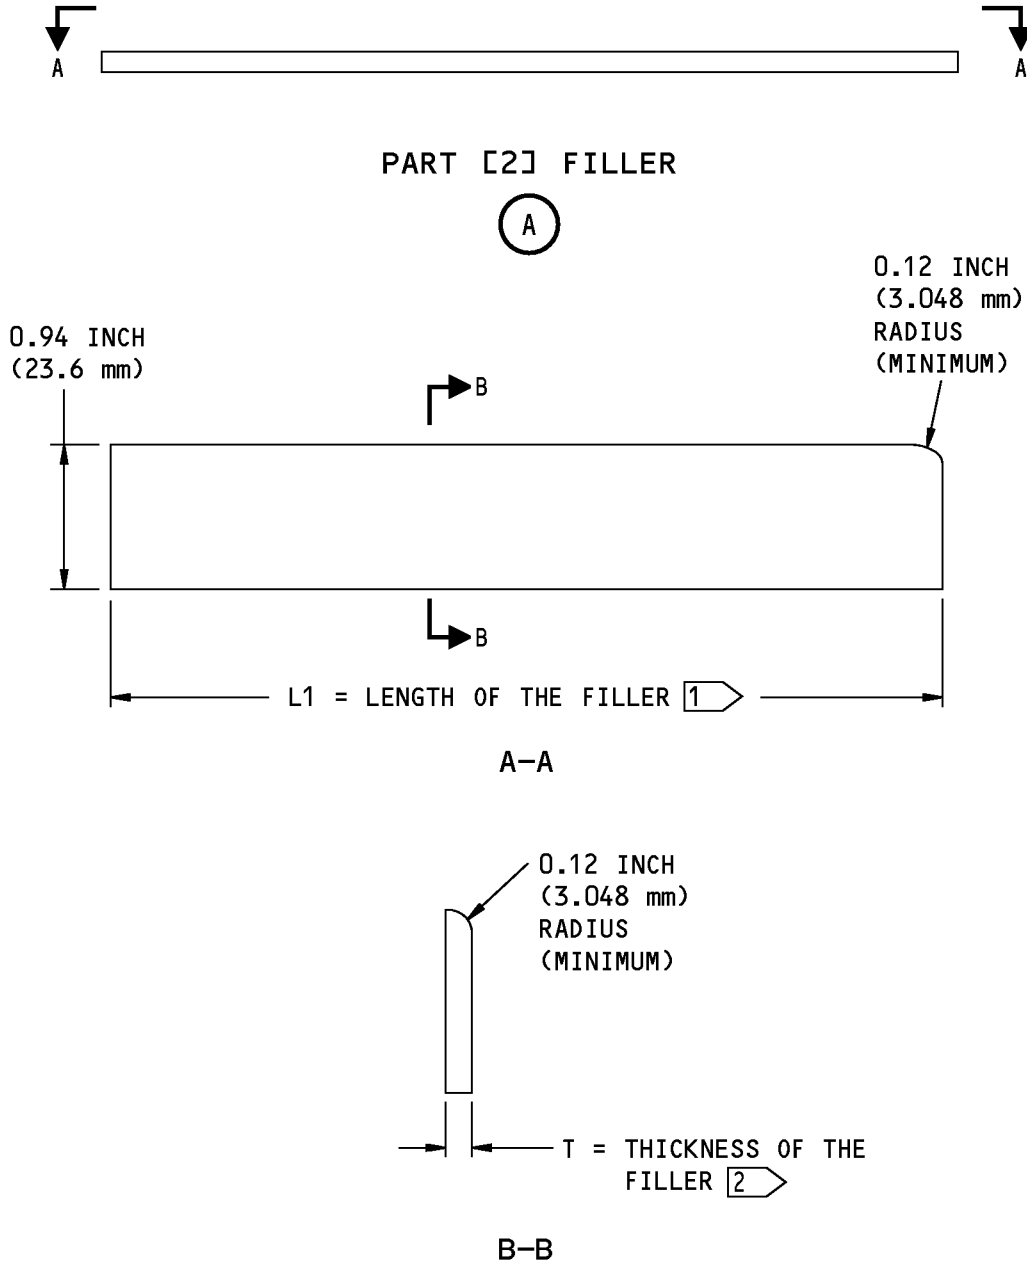 A
A
PART [2] FILLER
A
0.12 INCH
(3.048 mm)
RADIUS
(MINIMUM)
0.94 INCH
(23.6 mm)
B
B
L1 = LENGTH OF THE FILLER 1
A-A
0.12 INCH
(3.048 mm)
RADIUS
(MINIMUM)
T = THICKNESS OF THE
FILLER 2
B-B